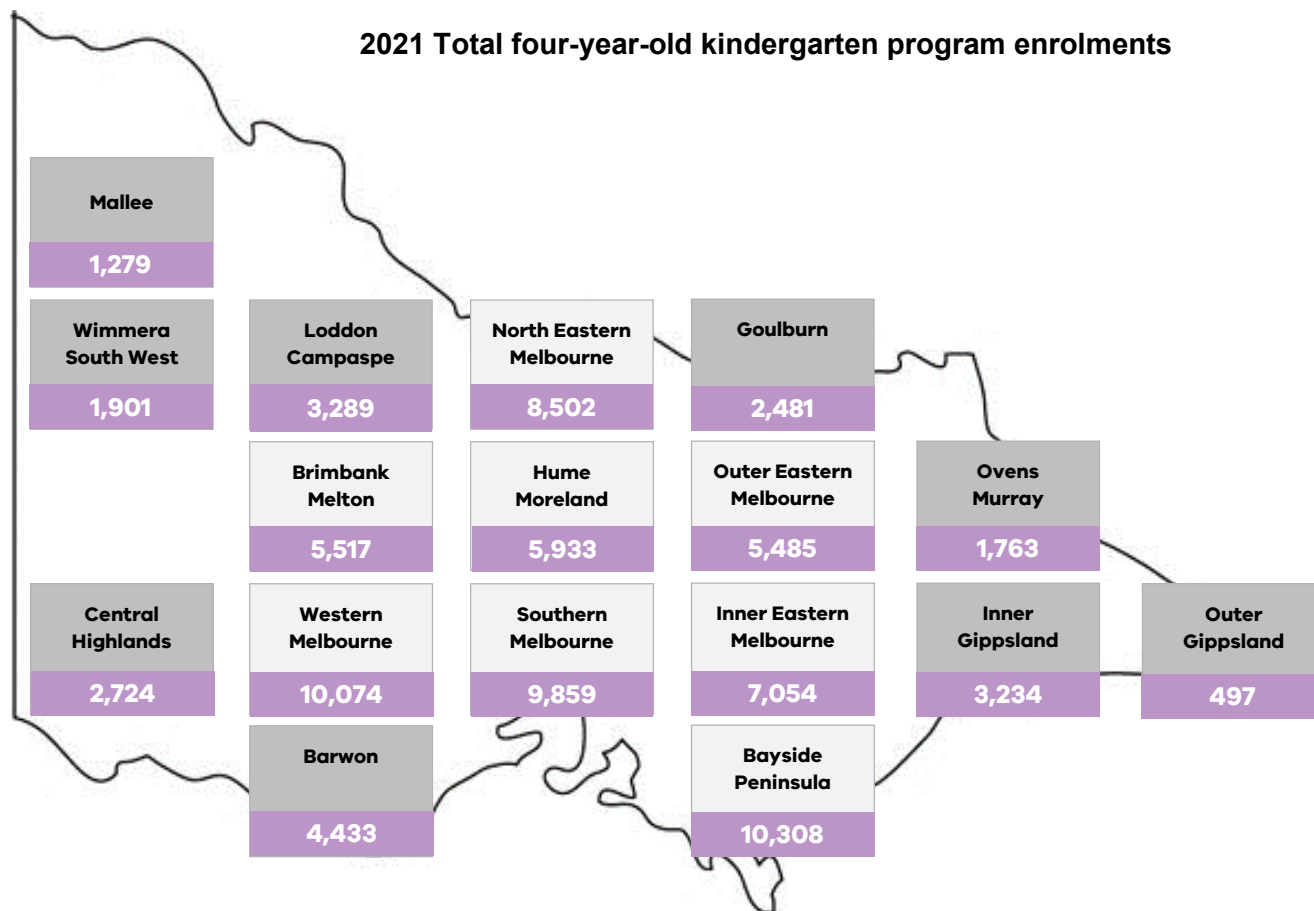 2021 Total four-year-old kindergarten program enrolments
Mallee
1,279
Wimmera
South West
1,901
Loddon
Campaspe
3,289
North Eastern
Melbourne
8,502
Goulburn
2,481
Brimbank
Melton
5,517
Hume
Moreland
5,933
Outer Eastern
Melbourne
5,485
Ovens
Murray
1,763
Central
Highlands
2,724
Western
Melbourne
10,074
Southern
Melbourne
9,859
Inner Eastern
Melbourne
7,054
Inner
Gippsland
3,234
Outer
Gippsland
497
Barwon
4,433
Bayside
Peninsula
10,308